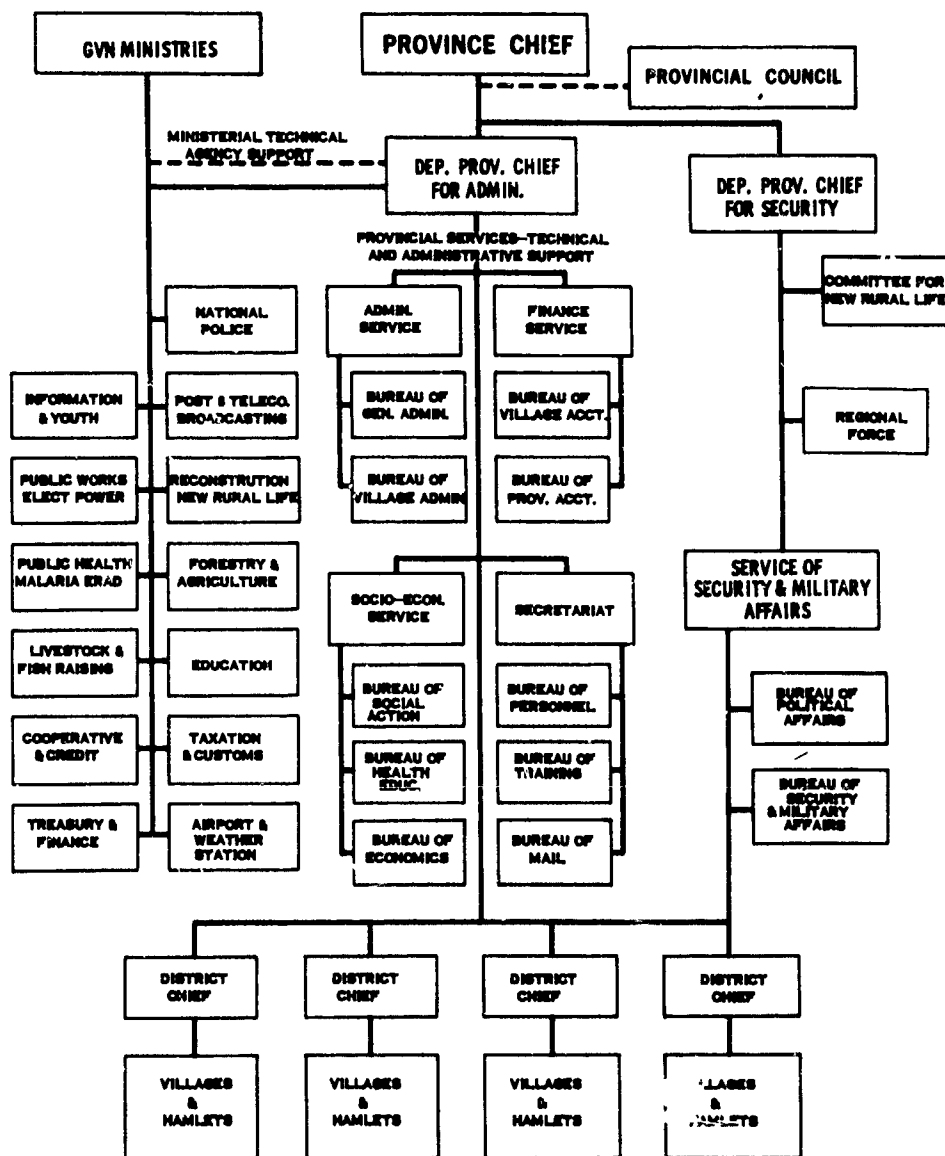 GVN MINISTRIES
PROVINCE CHIEF
PROVINCIAL COUNCIL
MINISTERIAL TECHNICAL
AGENCY SUPPORT
DEP. PROV. CHIEF
FOR ADMIN.
DEP. PROV. CHIEF
FOR SECURITY
PROVINCIAL SERVICES—TECHNICAL
AND ADMINISTRATIVE SUPPORT
COMMITTEE FOR
NEW RURAL LIFE
NATIONAL
POLICE
ADMIN.
SERVICE
FINANCE
SERVICE
INFORMATION
& YOUTH
POST & TELECO.
BROADCASTING
BUREAU OF
GEN. ADMIN.
BUREAU OF
VILLAGE ACCT.
REGIONAL
FORCE
PUBLIC WORKS
ELECT POWER
RECONSTRUTION
NEW RURAL LIFE
BUREAU OF
VILLAGE ADMIN
BUREAU OF
PROV. ACCT.
PUBLIC HEALTH
MALARIA ERAD
FORESTRY &
AGRICULTURE
SOCIO-ECON.
SERVICE
SECRETARIAT
SERVICE OF
SECURITY & MILITARY
AFFAIRS
LIVESTOCK &
FISH RAISING
EDUCATION
BUREAU OF
SOCIAL
ACTION
BUREAU OF
PERSONNEL
BUREAU OF
POLITICAL
AFFAIRS
COOPERATIVE
& CREDIT
TAXATION
& CUSTOMS
BUREAU OF
HEALTH
EDUC.
BUREAU OF
TRAINING
BUREAU OF
SECURITY
& MILITARY
AFFAIRS
TREASURY &
FINANCE
AIRPORT &
WEATHER
STATION
BUREAU OF
ECONOMICS
BUREAU OF
MAIL
DISTRICT
CHIEF
DISTRICT
CHIEF
DISTRICT
CHIEF
DISTRICT
CHIEF
VILLAGES
&
HAMLETS
VILLAGES
&
HAMLETS
VILLAGES
&
HAMLETS
VILLAGES
&
HAMLETS